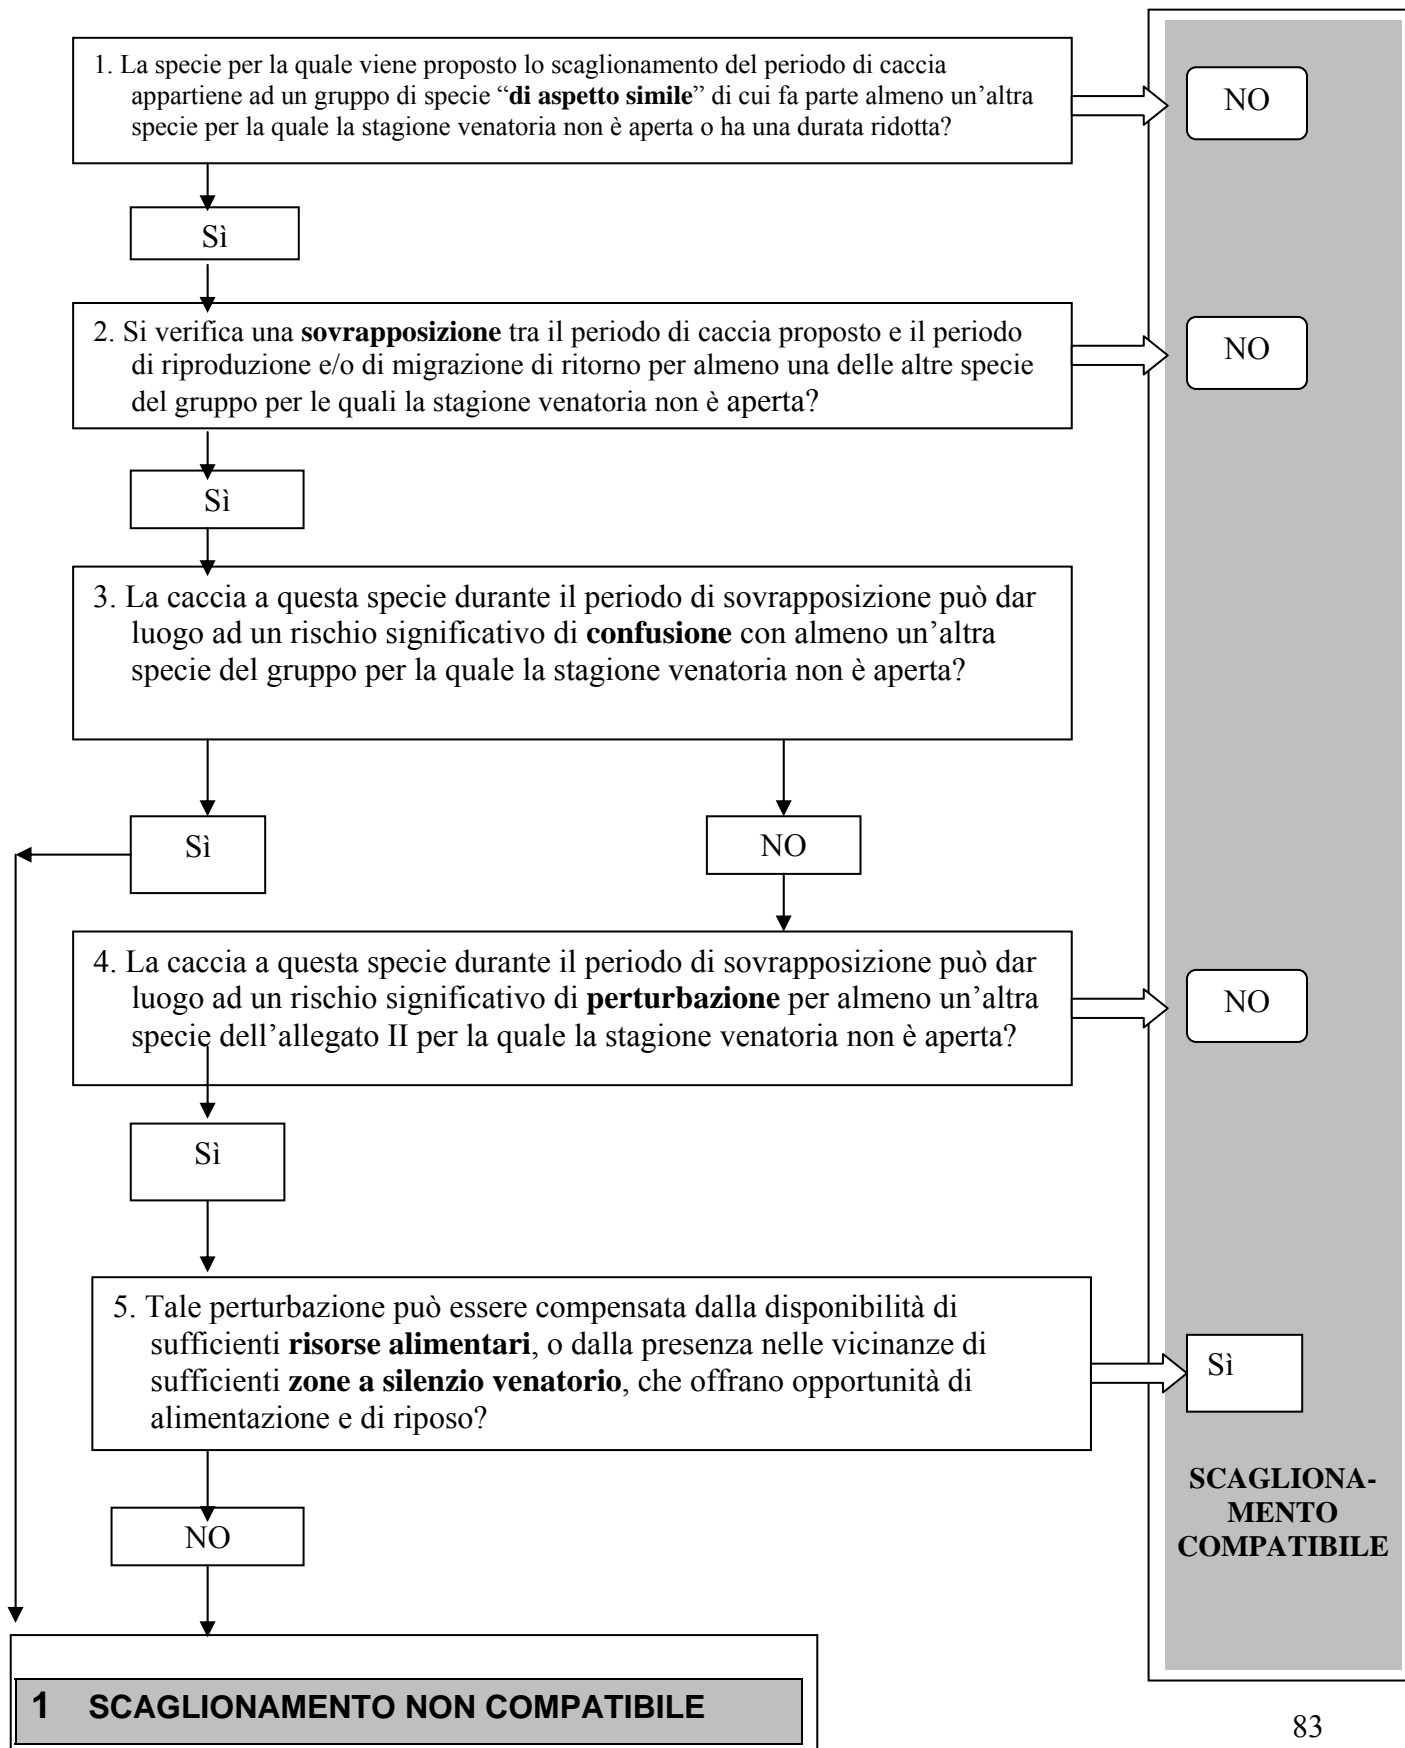 1. La specie per la quale viene proposto lo scaglionamento del periodo di caccia
appartiene ad un gruppo di specie “di aspetto simile” di cui fa parte almeno un’altra
specie per la quale la stagione venatoria non è aperta o ha una durata ridotta?
NO
Sì
2. Si verifica una sovrapposizione tra il periodo di caccia proposto e il periodo
di riproduzione e/o di migrazione di ritorno per almeno una delle altre specie
del gruppo per le quali la stagione venatoria non è aperta?
NO
Sì
3. La caccia a questa specie durante il periodo di sovrapposizione può dar
luogo ad un rischio significativo di confusione con almeno un’altra
specie del gruppo per la quale la stagione venatoria non è aperta?
Sì
NO
4. La caccia a questa specie durante il periodo di sovrapposizione può dar
luogo ad un rischio significativo di perturbazione per almeno un’altra
specie dell’allegato II per la quale la stagione venatoria non è aperta?
NO
Sì
5. Tale perturbazione può essere compensata dalla disponibilità di
sufficienti risorse alimentari, o dalla presenza nelle vicinanze di
sufficienti zone a silenzio venatorio, che offrano opportunità di
alimentazione e di riposo?
Sì
SCAGLIONA-
MENTO
COMPATIBILE
NO
1 SCAGLIONAMENTO NON COMPATIBILE
83